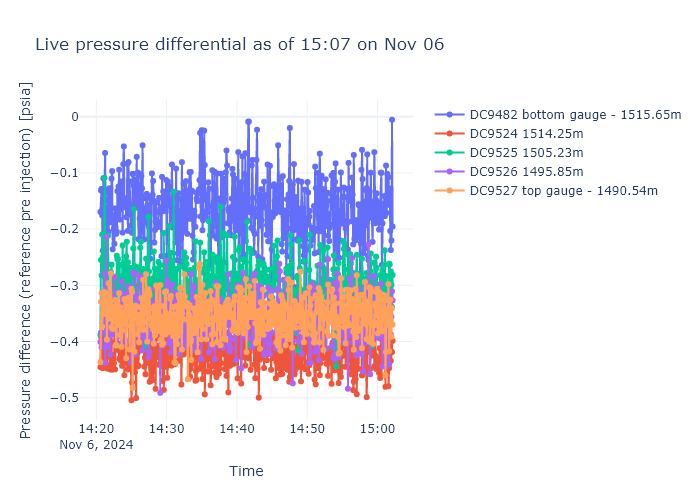 Live pressure differential as of 15:07 on Nov 06
Pressure difference (reference pre injection) [psia]
0
−0.1
−0.2
−0.3
−0.4
−0.5
14:20
Nov 6, 2024
14:30
14:40
14:50
15:00
Time
DC9482 bottom gauge - 1515.65m
DC9524 1514.25m
DC9525 1505.23m
DC9526 1495.85m
DC9527 top gauge - 1490.54m